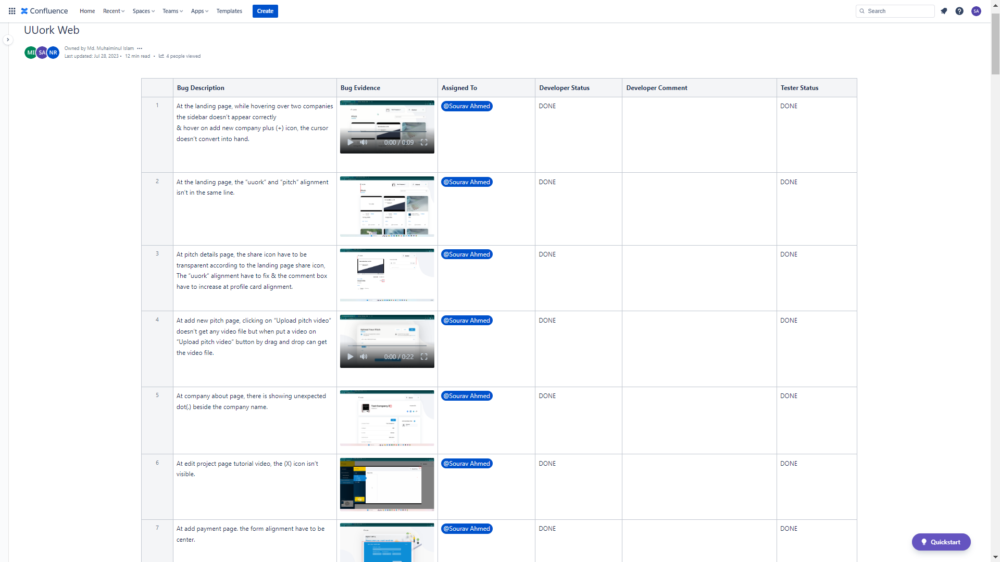 Confluence
Home
Recent
Spaces
Teams
Apps
Templates
Create
Search
SA
UUork Web
MI
SA
NR
Owned by Md. Muhaiminul Islam •••
Last updated: Jul 28, 2023 • 12 min read • 4 people viewed
Bug Description
Bug Evidence
Assigned To
Developer Status
Developer Comment
Tester Status
1
At the landing page, while hovering over two companies
the sidebar doesn’t appear correctly
& hover on add new company plus (+) icon, the cursor
doesn’t convert into hand.
Pitch
0:00 / 0:09
@Sourav Ahmed
DONE
DONE
2
At the landing page, the “uuork“ and “pitch” alignment
isn’t in the same line.
Pitch
@Sourav Ahmed
DONE
DONE
3
At pitch details page, the share icon have to be
transparent according to the landing page share icon,
The “uuork” alignment have to fix & the comment box
have to increase at profile card alignment.
@Sourav Ahmed
DONE
DONE
4
At add new pitch page, clicking on “Upload pitch video“
doesn’t get any video file but when put a video on
“Upload pitch video“ button by drag and drop can get
the video file.
Upload Your Pitch
0:00 / 0:22
@Sourav Ahmed
DONE
DONE
5
At company about page, there is showing unexpected
dot(.) beside the company name.
Test Company
@Sourav Ahmed
DONE
DONE
6
At edit project page tutorial video, the (X) icon isn’t
visible.
@Sourav Ahmed
DONE
DONE
7
At add payment page. the form alignment have to be
center.
@Sourav Ahmed
DONE
DONE
Quickstart